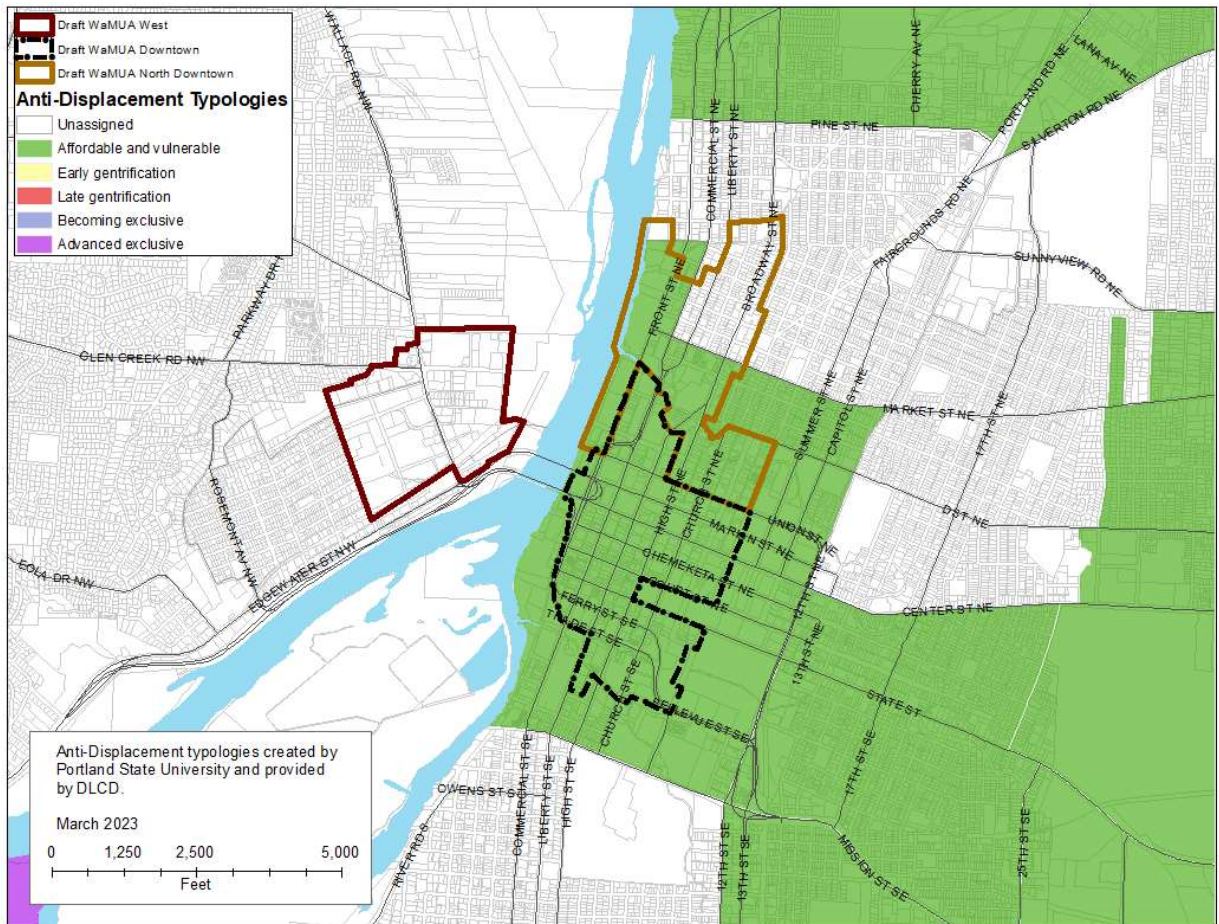 Draft WaMUA West
Draft WaMUA Downtown
Draft WaMUA North Downtown
Anti-Displacement Typologies
Unassigned
Affordable and vulnerable
Early gentrification
Late gentrification
Becoming exclusive
Advanced exclusive
WALLACE RD NW
CHERRY AV NE
LANA AV NE
PORTLAND RD NE
SILVERTON RD NE
PINE ST NE
COMMERCIAL ST NE
LIBERTY ST NE
BROADWAY ST NE
FAIRGROUNDS RD NE
SUNNYVIEW RD NE
PARKWAY DR
FRONT ST NE
GLEN CREEK RD NW
SUMMER ST NE
CAPITOL ST NE
MARKET ST NE
17TH ST NE
ROSEMONT AV NW
HIGH ST NE
CHURCH ST NE
D ST NE
UNION ST NE
MARION ST NE
EOLA DR NW
EDGEWATER ST NW
CHEMEKETA ST NE
COURT ST NE
12TH ST NE
CENTER ST NE
FERRY ST SE
TRADE ST SE
13TH ST NE
CHURCH ST SE
STATE ST
BELLEVUE ST SE
17TH ST SE
OWENS ST S
COMMERCIAL ST SE
LIBERTY ST SE
HIGH ST SE
RIVER RD S
12TH ST SE
13TH ST SE
MISSION ST SE
25TH ST SE
Anti-Displacement typologies created by
Portland State University and provided
by DLCD.
March 2023
0 1,250 2,500 5,000
Feet